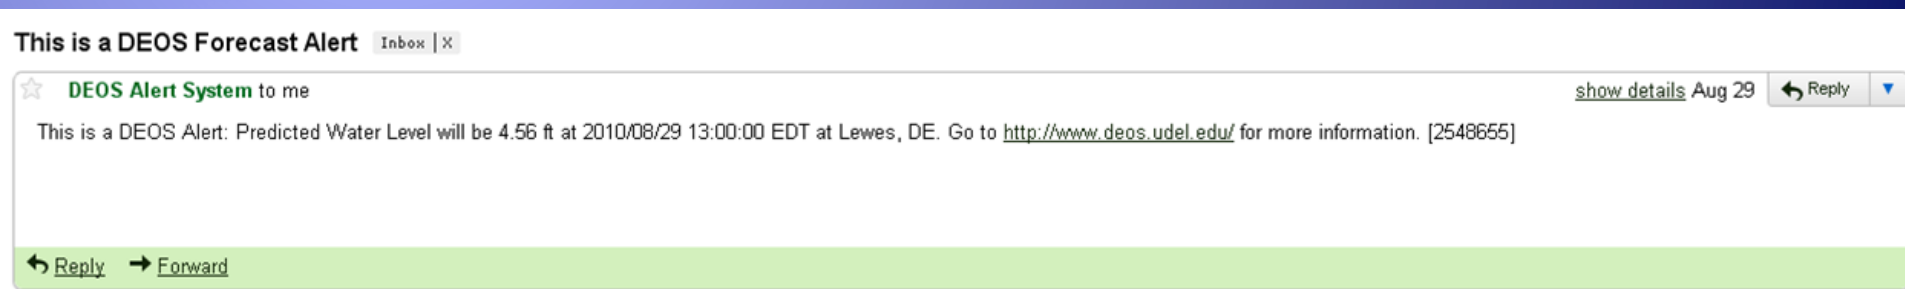 This is a DEOS Forecast Alert Inbox | X
DEOS Alert System to me show details Aug 29 Reply
This is a DEOS Alert: Predicted Water Level will be 4.56 ft at 2010/08/29 13:00:00 EDT at Lewes, DE. Go to http://www.deos.udel.edu/ for more information. [2548655]
Reply Forward